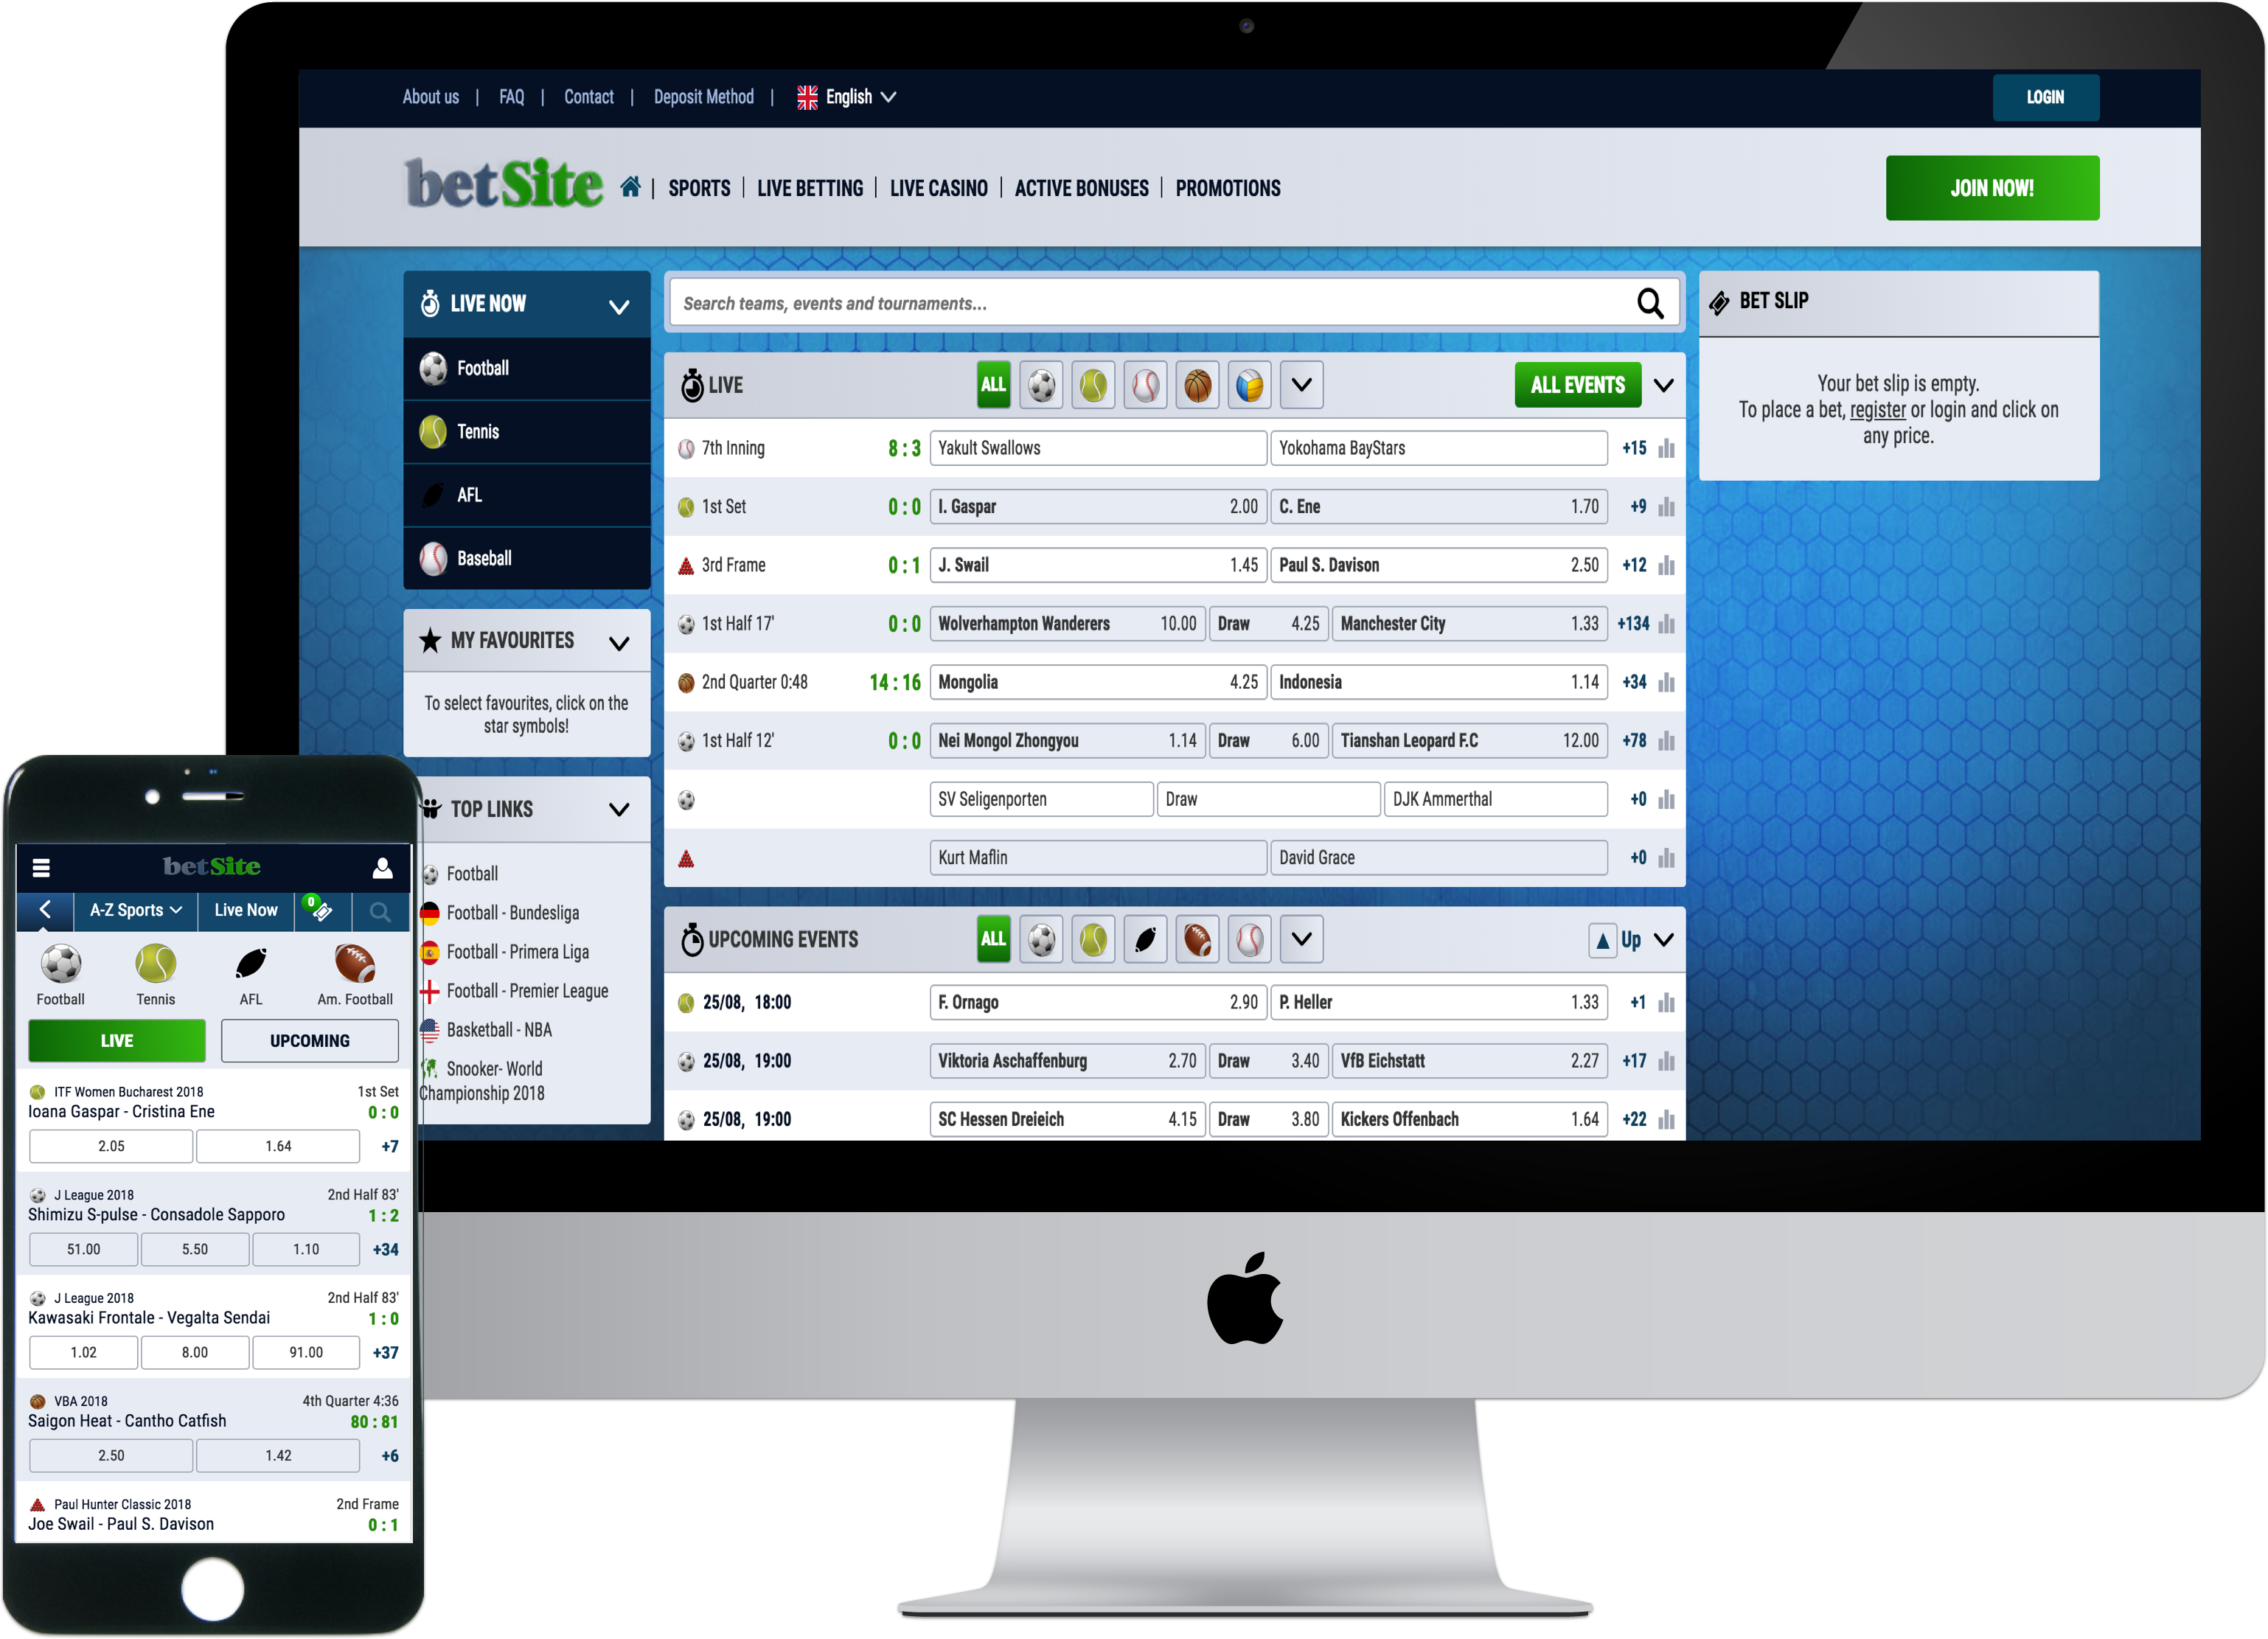 About us | FAQ | Contact | Deposit Method | English
LOGIN
betSite | SPORTS | LIVE BETTING | LIVE CASINO | ACTIVE BONUSES | PROMOTIONS
JOIN NOW!
LIVE NOW
Football
Tennis
AFL
Baseball
MY FAVOURITES
To select favourites, click on the
star symbols!
TOP LINKS
Football
Football - Bundesliga
Football - Primera Liga
Football - Premier League
Basketball - NBA
Snooker- World
Championship 2018
Search teams, events and tournaments...
LIVE ALL ALL EVENTS
7th Inning 8 : 3 Yakult Swallows Yokohama BayStars +15
1st Set 0 : 0 I. Gaspar 2.00 C. Ene 1.70 +9
3rd Frame 0 : 1 J. Swail 1.45 Paul S. Davison 2.50 +12
1st Half 17' 0 : 0 Wolverhampton Wanderers 10.00 Draw 4.25 Manchester City 1.33 +134
2nd Quarter 0:48 14 : 16 Mongolia 4.25 Indonesia 1.14 +34
1st Half 12' 0 : 0 Nei Mongol Zhongyou 1.14 Draw 6.00 Tianshan Leopard F.C 12.00 +78
SV Seligenporten Draw DJK Ammerthal +0
Kurt Maflin David Grace +0
UPCOMING EVENTS ALL Up
25/08, 18:00 F. Ornago 2.90 P. Heller 1.33 +1
25/08, 19:00 Viktoria Aschaffenburg 2.70 Draw 3.40 VfB Eichstatt 2.27 +17
25/08, 19:00 SC Hessen Dreieich 4.15 Draw 3.80 Kickers Offenbach 1.64 +22
BET SLIP
Your bet slip is empty.
To place a bet, register or login and click on
any price.
betSite
A-Z Sports Live Now 0
Football Tennis AFL Am. Football
LIVE UPCOMING
ITF Women Bucharest 2018 1st Set
Ioana Gaspar - Cristina Ene 0 : 0
2.05 1.64 +7
J League 2018 2nd Half 83'
Shimizu S-pulse - Consadole Sapporo 1 : 2
51.00 5.50 1.10 +34
J League 2018 2nd Half 83'
Kawasaki Frontale - Vegalta Sendai 1 : 0
1.02 8.00 91.00 +37
VBA 2018 4th Quarter 4:36
Saigon Heat - Cantho Catfish 80 : 81
2.50 1.42 +6
Paul Hunter Classic 2018 2nd Frame
Joe Swail - Paul S. Davison 0 : 1